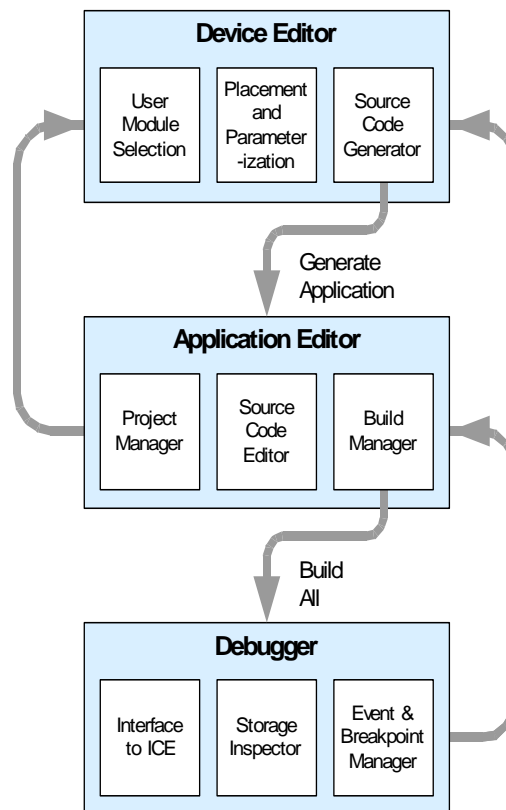 Device Editor
User
Module
Selection
Placement
and
Parameter
-ization
Source
Code
Generator
Generate
Application
Application Editor
Project
Manager
Source
Code
Editor
Build
Manager
Build
All
Debugger
Interface
to ICE
Storage
Inspector
Event &
Breakpoint
Manager